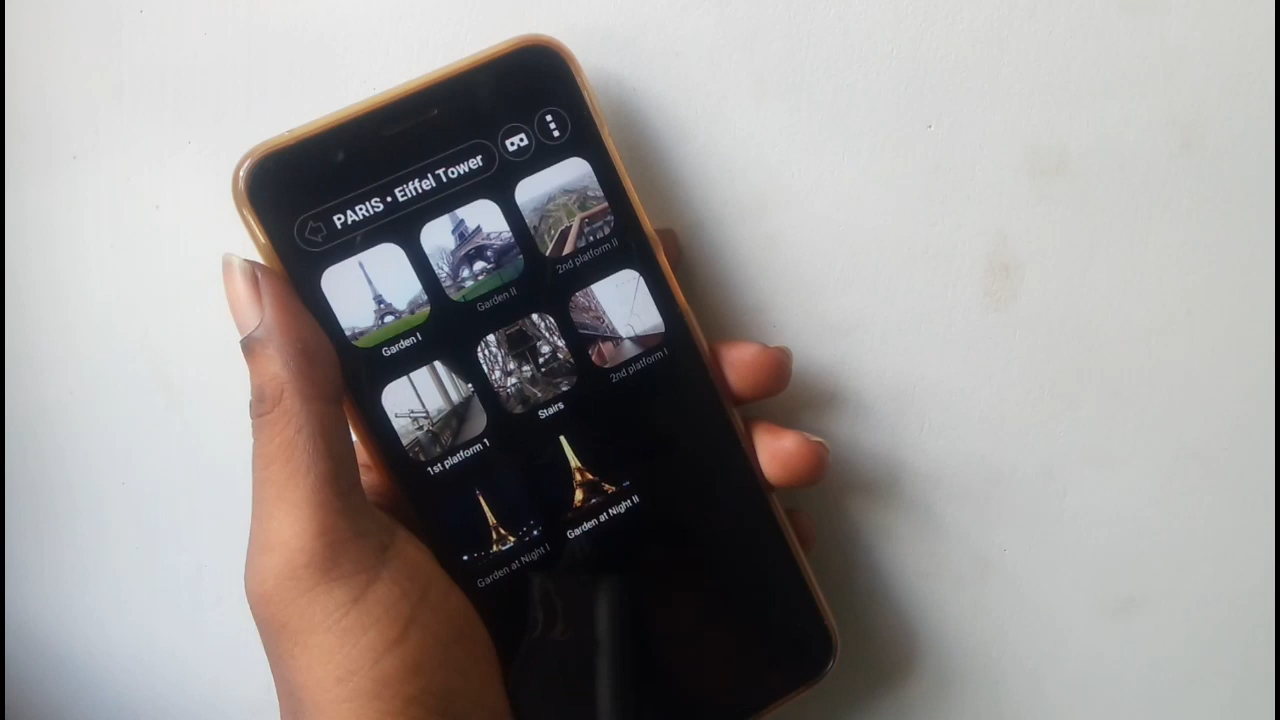 PARIS • Eiffel Tower
Garden I
Garden II
2nd platform II
1st platform 1
Stairs
2nd platform I
Garden at Night I
Garden at Night II